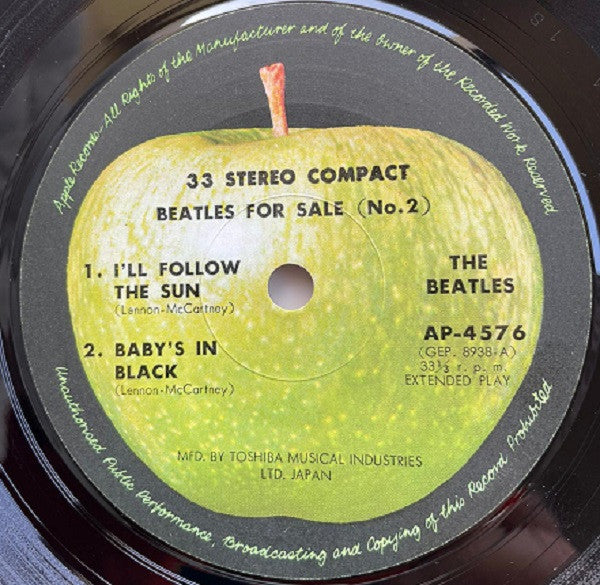 Apple Records-All Rights of the Manufacturer and of the Owner of the Recorded Work Reserved
33 STEREO COMPACT
BEATLES FOR SALE (No.2)
1. I'LL FOLLOW
THE SUN
(Lennon-McCartney)
2. BABY'S IN
BLACK
(Lennon-McCartney)
THE
BEATLES
AP-4576
(GEP. 8938-A)
33⅓ r. p. m.
EXTENDED PLAY
MFD. BY TOSHIBA MUSICAL INDUSTRIES
LTD. JAPAN
Unauthorised Public Performance, Broadcasting and Copying of this Record Prohibited